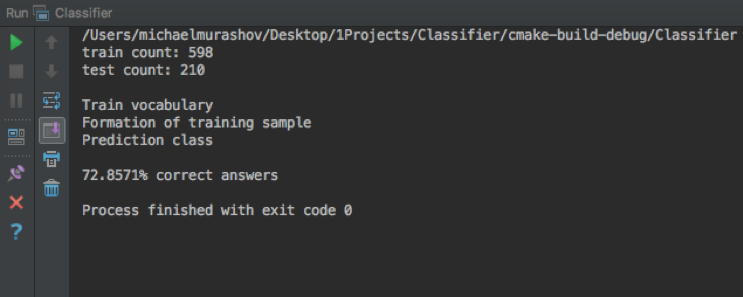 Run Classifier
/Users/michaelmurashov/Desktop/1Projects/Classifier/cmake-build-debug/Classifier
train count: 598
test count: 210
Train vocabulary
Formation of training sample
Prediction class
72.8571% correct answers
Process finished with exit code 0